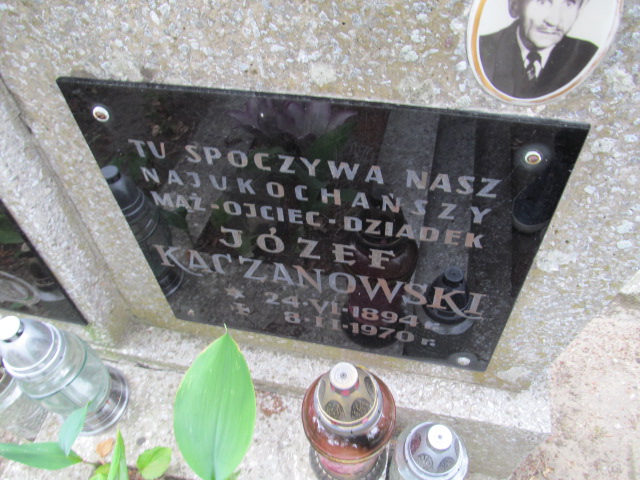 TU SPOCZYWA NASZ
NAJUKOCHAŃSZY
MĄŻ-OJCIEC-DZIADEK
JÓZEF
KACZANOWSKI
* 24-VI-1894 r.
+ 8-II-1970 r.